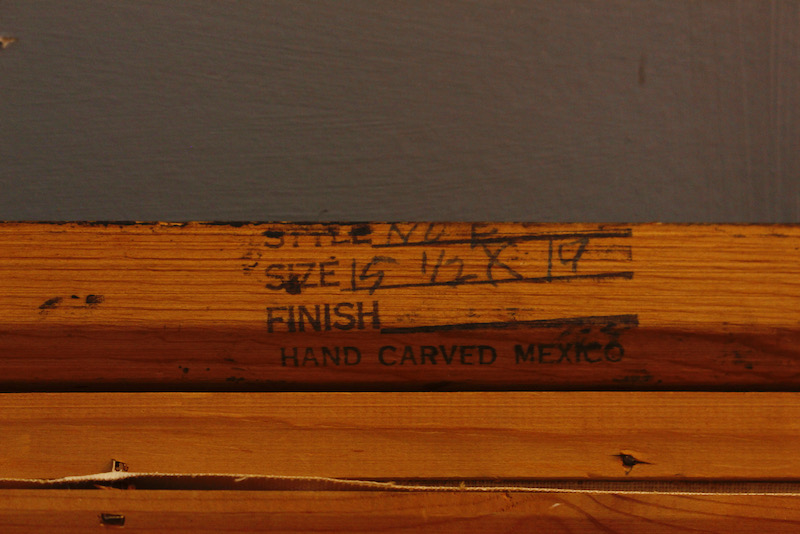 STYLE
SIZE 15 1/2 X 19
FINISH
HAND CARVED MEXICO